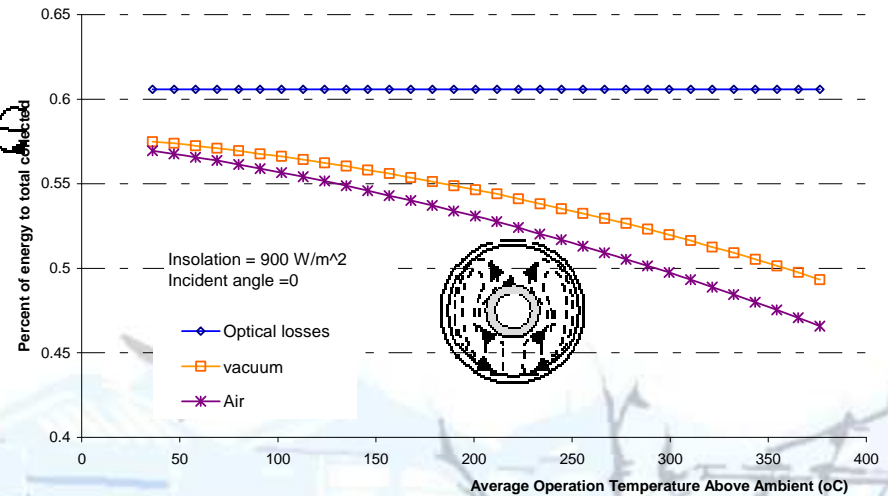 0.65
0.6
0.55
0.5
0.45
0.4
Percent of energy to total collected
Insolation = 900 W/m^2
Incident angle =0
Optical losses
vacuum
Air
0
50
100
150
200
250
300
350
400
Average Operation Temperature Above Ambient (oC)